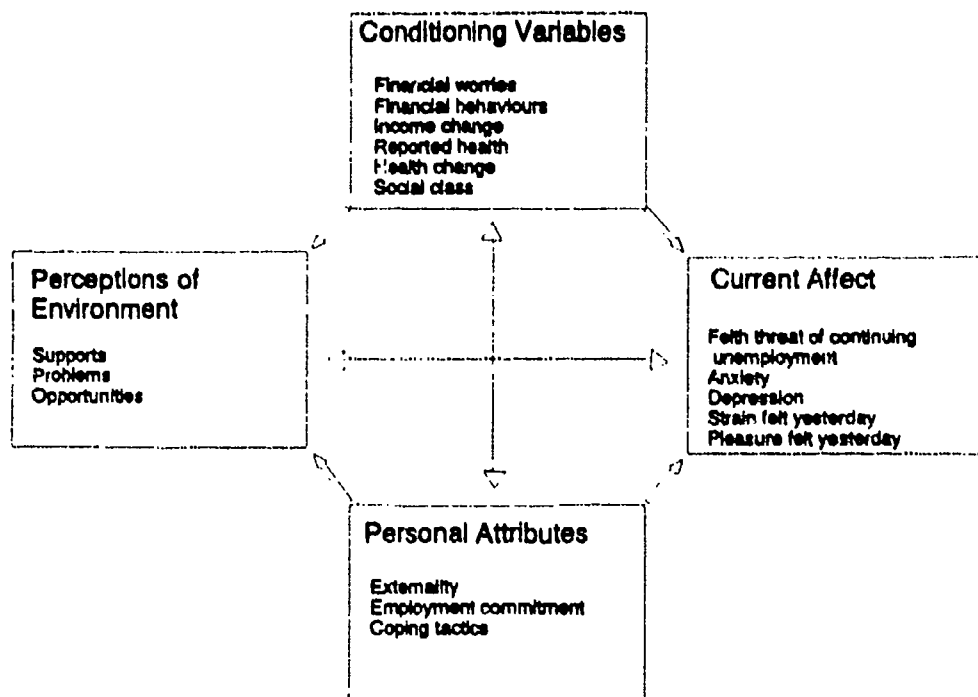 Conditioning Variables
Financial worries
Financial behaviours
Income change
Reported health
Health change
Social class
Perceptions of
Environment
Supports
Problems
Opportunities
Current Affect
Felth threat of continuing
unemployment
Anxiety
Depression
Strain felt yesterday
Pleasure felt yesterday
Personal Attributes
Externality
Employment commitment
Coping tactics